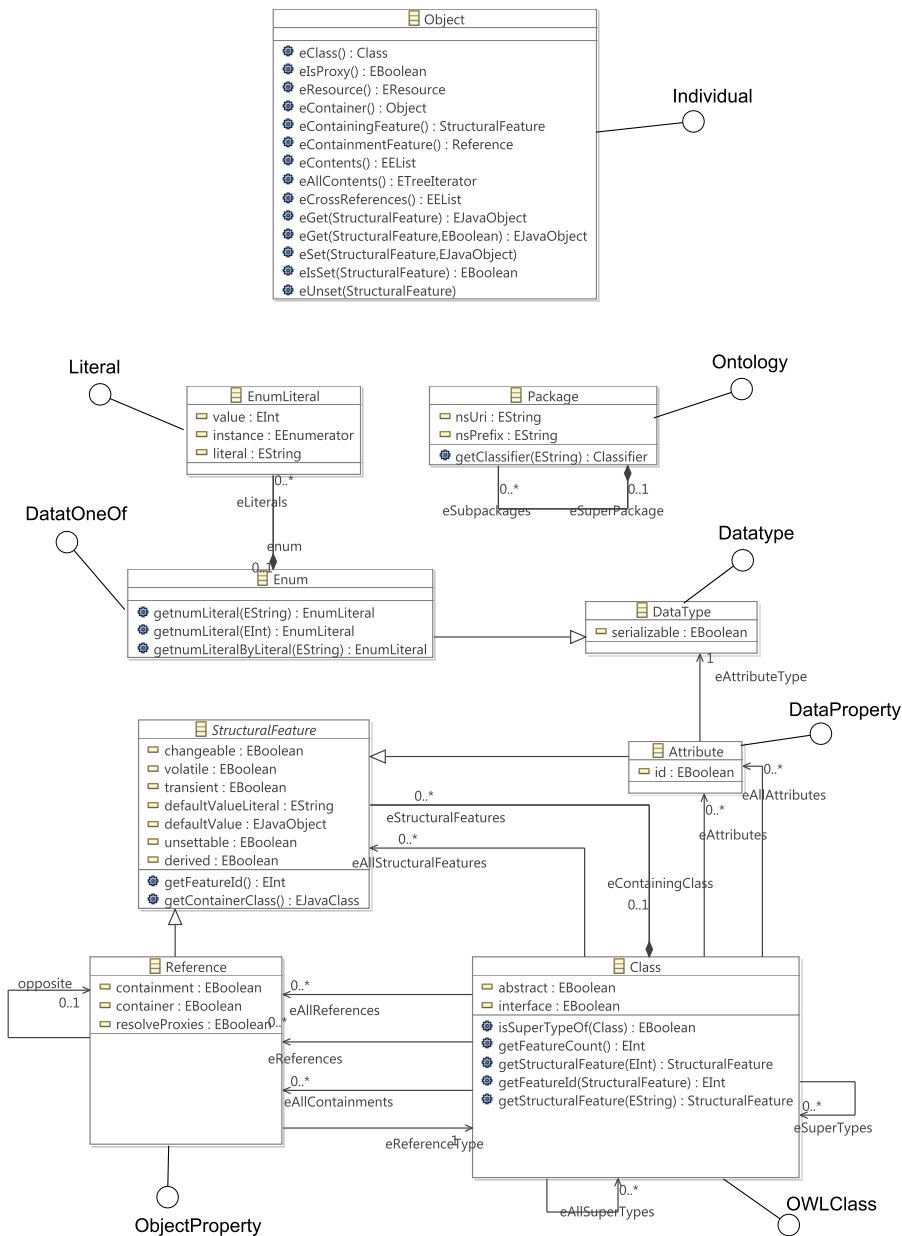 Object
eClass() : Class
eIsProxy() : EBoolean
eResource() : EResource
eContainer() : Object
eContainingFeature() : StructuralFeature
eContainmentFeature() : Reference
eContents() : EEList
eAllContents() : ETreeIterator
eCrossReferences() : EEList
eGet(StructuralFeature) : EJavaObject
eGet(StructuralFeature,EBoolean) : EJavaObject
eSet(StructuralFeature,EJavaObject)
eIsSet(StructuralFeature) : EBoolean
eUnset(StructuralFeature)
Individual
Literal
EnumLiteral
value : EInt
instance : EEnumerator
literal : EString
0..*
eLiterals
enum
0..1
Ontology
Package
nsUri : EString
nsPrefix : EString
getClassifier(EString) : Classifier
0..*
0..1
eSubpackages
eSuperPackage
DatatOneOf
Enum
getnumLiteral(EString) : EnumLiteral
getnumLiteral(EInt) : EnumLiteral
getnumLiteralByLiteral(EString) : EnumLiteral
Datatype
DataType
serializable : EBoolean
1
eAttributeType
DataProperty
Attribute
id : EBoolean
0..*
eAllAttributes
0..*
eAttributes
StructuralFeature
changeable : EBoolean
volatile : EBoolean
transient : EBoolean
defaultValueLiteral : EString
defaultValue : EJavaObject
unsettable : EBoolean
derived : EBoolean
getFeatureId() : EInt
getContainerClass() : EJavaClass
0..*
eStructuralFeatures
0..*
eAllStructuralFeatures
eContainingClass
0..1
Reference
containment : EBoolean
container : EBoolean
resolveProxies : EBoolean
opposite
0..1
0..*
eAllReferences
0..*
eReferences
0..*
eAllContainments
eReferenceType
1
Class
abstract : EBoolean
interface : EBoolean
isSuperTypeOf(Class) : EBoolean
getFeatureCount() : EInt
getStructuralFeature(EInt) : StructuralFeature
getFeatureId(StructuralFeature) : EInt
getStructuralFeature(EString) : StructuralFeature
0..*
eSuperTypes
0..*
eAllSuperTypes
OWLClass
ObjectProperty